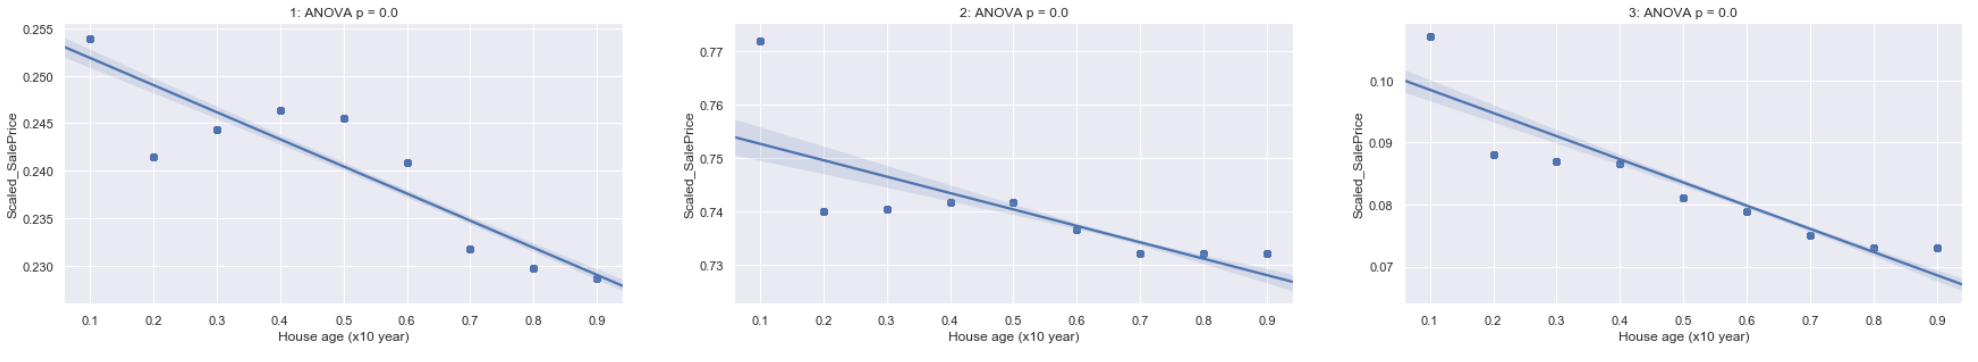 1: ANOVA p = 0.0
Scaled_SalePrice
0.255
0.250
0.245
0.240
0.235
0.230
0.1 0.2 0.3 0.4 0.5 0.6 0.7 0.8 0.9
House age (x10 year)
2: ANOVA p = 0.0
Scaled_SalePrice
0.77
0.76
0.75
0.74
0.73
0.1 0.2 0.3 0.4 0.5 0.6 0.7 0.8 0.9
House age (x10 year)
3: ANOVA p = 0.0
Scaled_SalePrice
0.10
0.09
0.08
0.07
0.1 0.2 0.3 0.4 0.5 0.6 0.7 0.8 0.9
House age (x10 year)